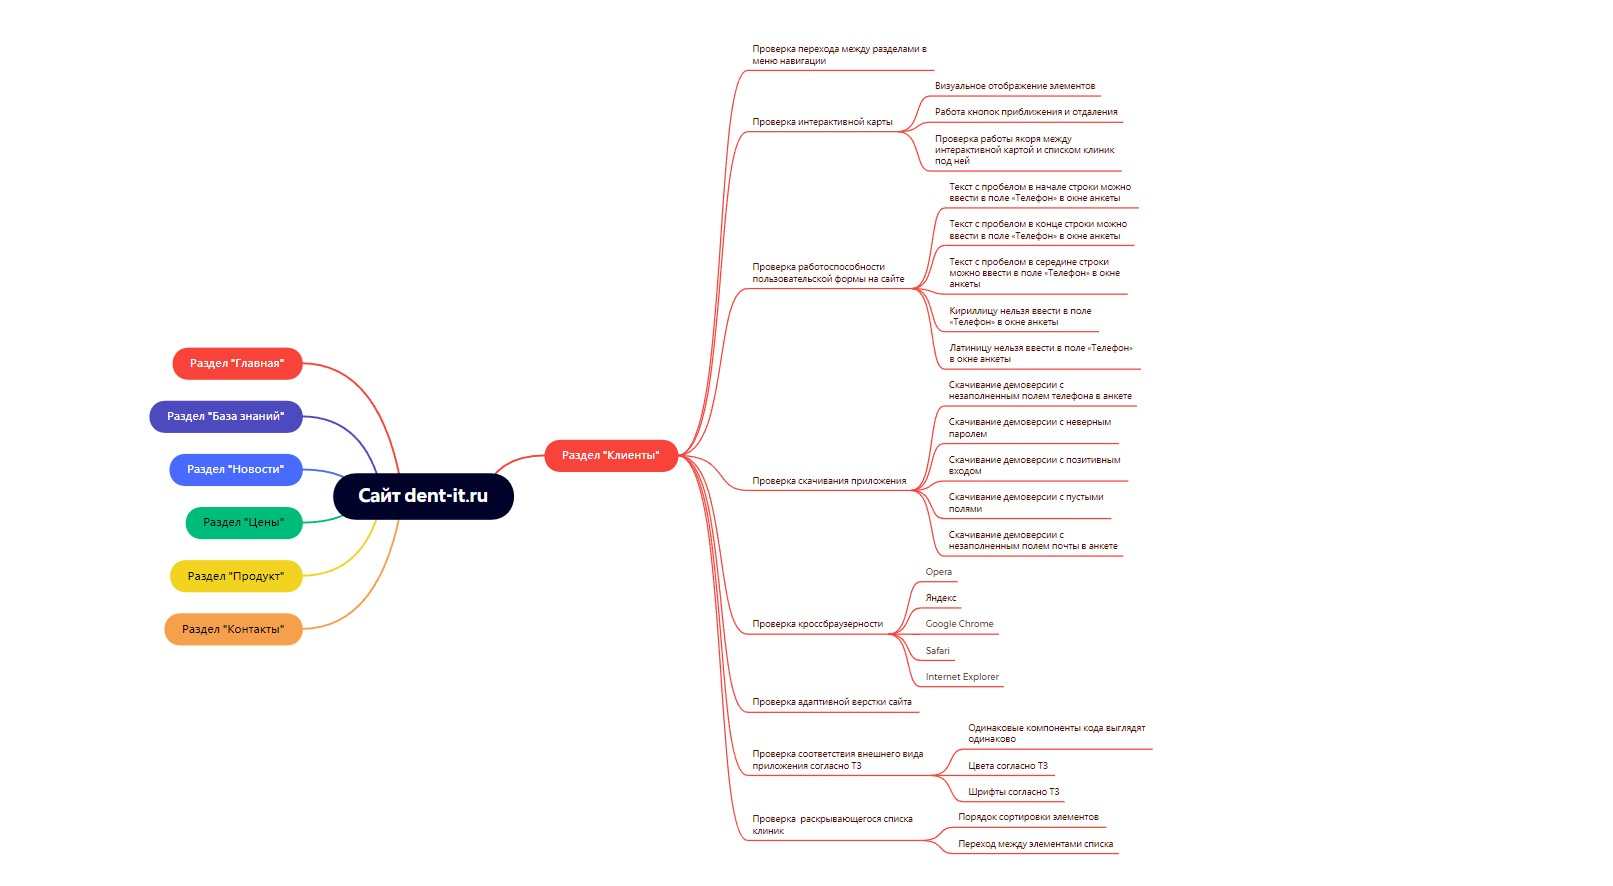 Раздел "Главная"
Раздел "База знаний"
Раздел "Новости"
Раздел "Цены"
Раздел "Продукт"
Раздел "Контакты"
Сайт dent-it.ru
Раздел "Клиенты"
Проверка перехода между разделами в
меню навигации
Проверка интерактивной карты
Визуальное отображение элементов
Работа кнопок приближения и отдаления
Проверка работы якоря между
интерактивной картой и списком клиник
под ней
Проверка работоспособности
пользовательской формы на сайте
Текст с пробелом в начале строки можно
ввести в поле «Телефон» в окне анкеты
Текст с пробелом в конце строки можно
ввести в поле «Телефон» в окне анкеты
Текст с пробелом в середине строки
можно ввести в поле «Телефон» в окне
анкеты
Кириллицу нельзя ввести в поле
«Телефон» в окне анкеты
Латиницу нельзя ввести в поле «Телефон»
в окне анкеты
Проверка скачивания приложения
Скачивание демоверсии с
незаполненным полем телефона в анкете
Скачивание демоверсии с неверным
паролем
Скачивание демоверсии с позитивным
входом
Скачивание демоверсии с пустыми
полями
Скачивание демоверсии с
незаполненным полем почты в анкете
Проверка кроссбраузерности
Opera
Яндекс
Google Chrome
Safari
Internet Explorer
Проверка адаптивной верстки сайта
Проверка соответствия внешнего вида
приложения согласно ТЗ
Одинаковые компоненты кода выглядят
одинаково
Цвета согласно ТЗ
Шрифты согласно ТЗ
Проверка раскрывающегося списка
клиник
Порядок сортировки элементов
Переход между элементами списка